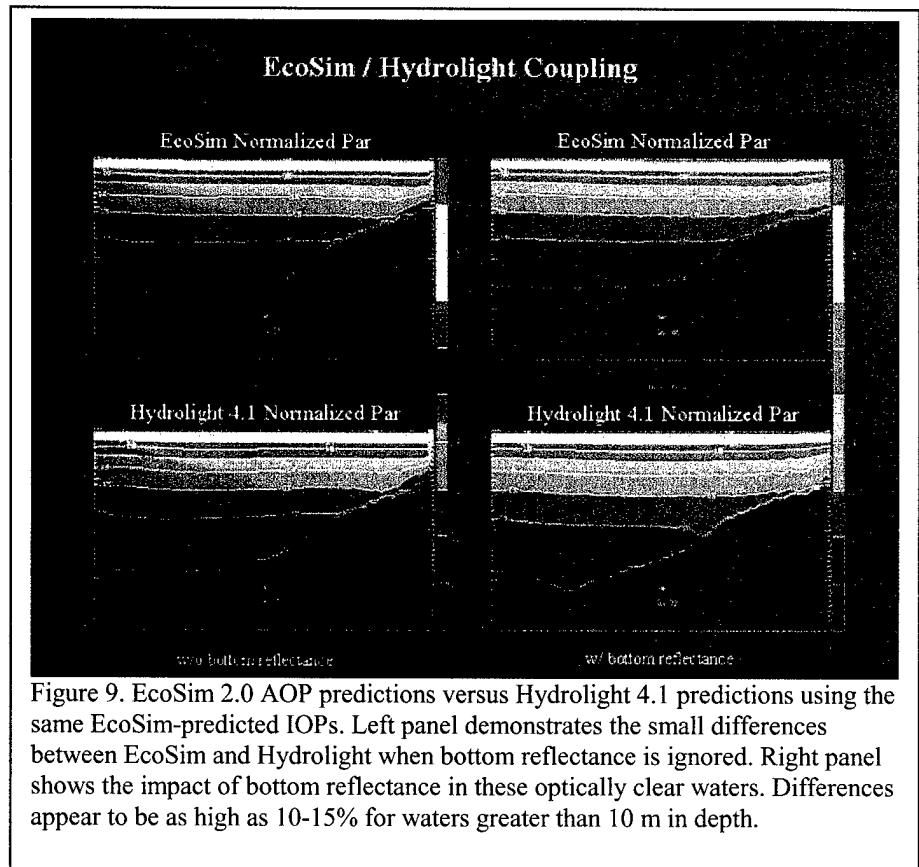 EcoSim / Hydrolight Coupling
EcoSim Normalized Par
EcoSim Normalized Par
Hydrolight 4.1 Normalized Par
Hydrolight 4.1 Normalized Par
w/o bottom reflectance
w/ bottom reflectance
Figure 9. EcoSim 2.0 AOP predictions versus Hydrolight 4.1 predictions using the
same EcoSim-predicted IOPs. Left panel demonstrates the small differences
between EcoSim and Hydrolight when bottom reflectance is ignored. Right panel
shows the impact of bottom reflectance in these optically clear waters. Differences
appear to be as high as 10-15% for waters greater than 10 m in depth.